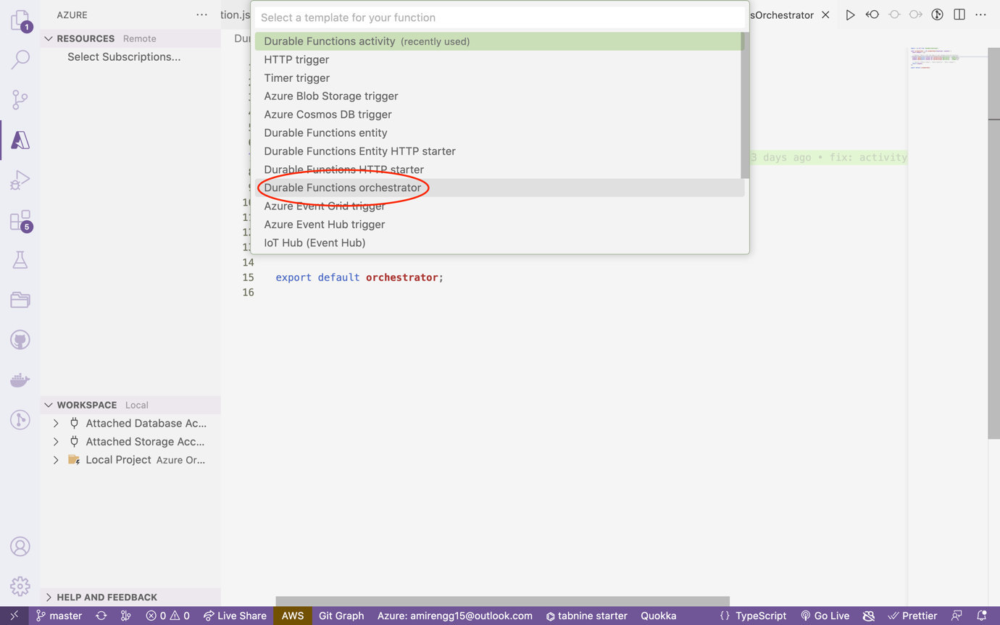 AZURE
···
tion.js
Select a template for your function
sOrchestrator
1
RESOURCES Remote
Select Subscriptions...
Dur
Durable Functions activity (recently used)
HTTP trigger
Timer trigger
Azure Blob Storage trigger
Azure Cosmos DB trigger
Durable Functions entity
Durable Functions Entity HTTP starter
3 days ago • fix: activity
Durable Functions HTTP starter
Durable Functions orchestrator
Azure Event Grid trigger
Azure Event Hub trigger
IoT Hub (Event Hub)
5
10
11
12
13
14
15 export default orchestrator;
16
WORKSPACE Local
Attached Database Ac...
Attached Storage Acc...
Local Project Azure Or...
HELP AND FEEDBACK
master 0 0 Live Share AWS Git Graph Azure: amirengg15@outlook.com tabnine starter Quokka {} TypeScript Go Live Prettier